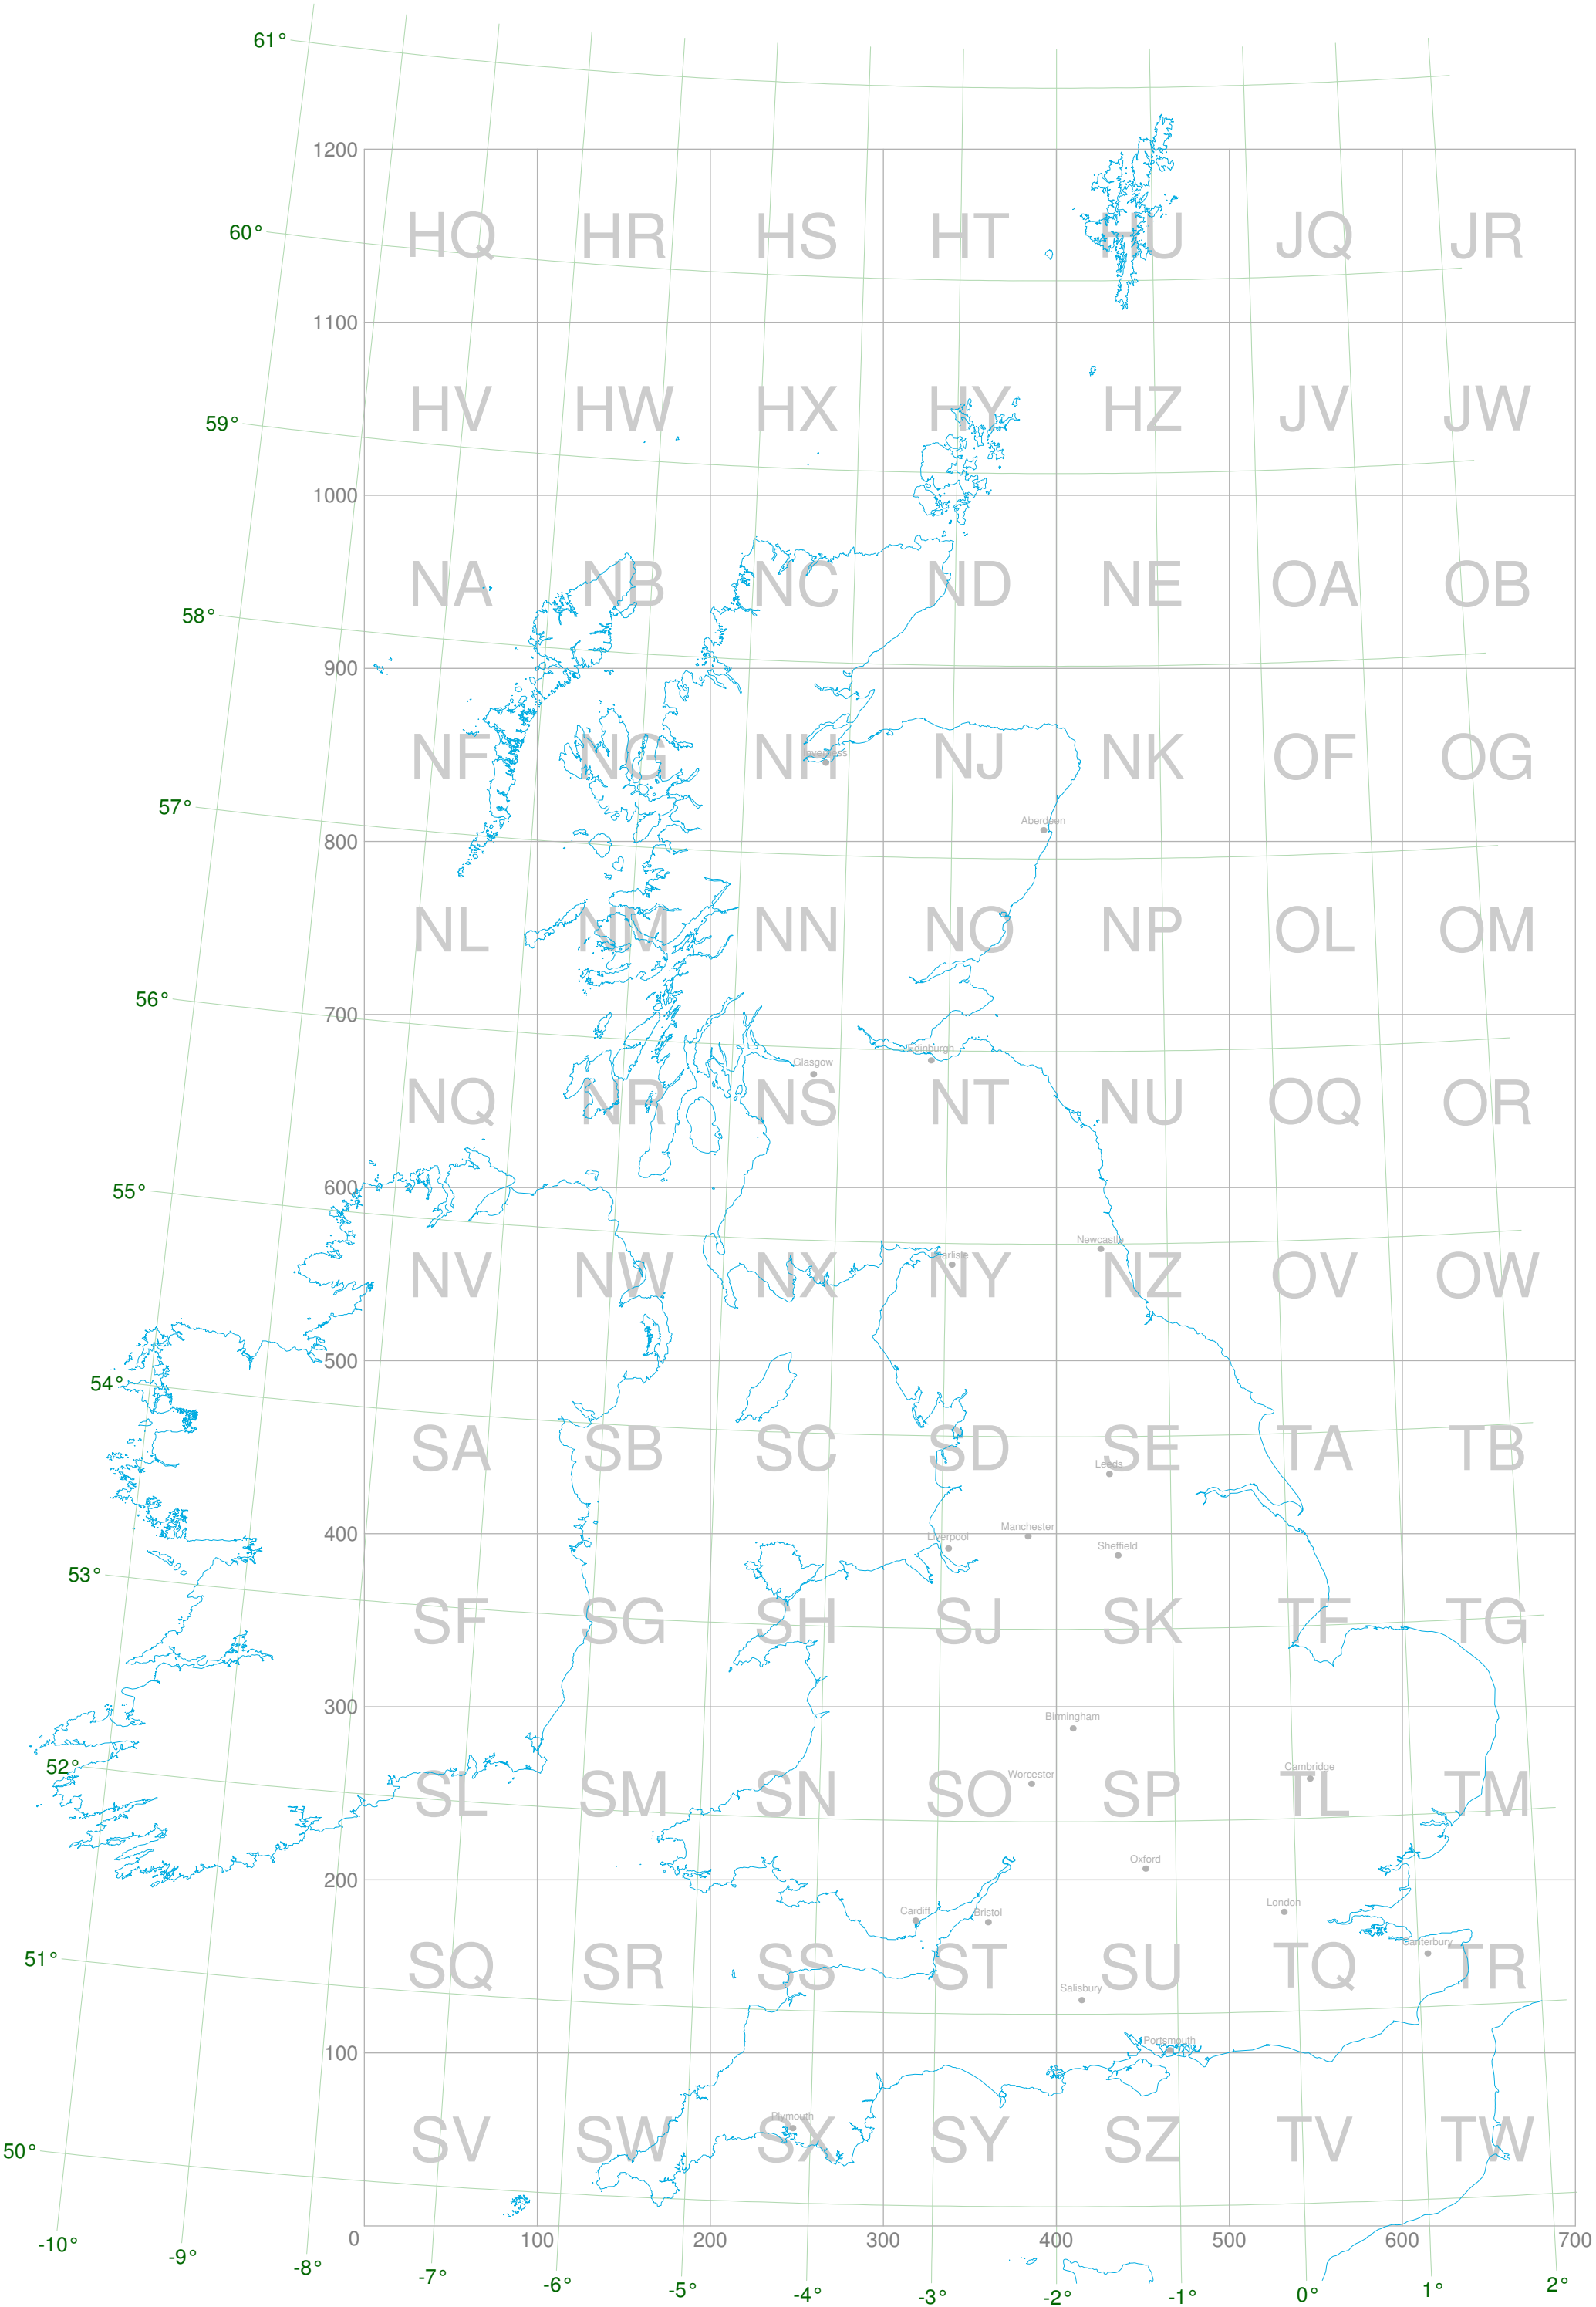 61°
1200
HQ HR HS HT HU JQ JR
60°
1100
HV HW HX HY HZ JV JW
59°
1000
NA NB NC ND NE OA OB
58°
900
NF NG NH NJ NK OF OG
Inverness
57°
Aberdeen
800
NL NM NN NO NP OL OM
56°
700
Edinburgh
Glasgow
NQ NR NS NT NU OQ OR
55°
600
Newcastle
Carlisle
NV NW NX NY NZ OV OW
500
54°
SA SB SC SD SE TA TB
Leeds
Manchester
400
Liverpool
Sheffield
53°
SF SG SH SJ SK TF TG
300
Birmingham
52°
Cambridge
Worcester
SL SM SN SO SP TL TM
Oxford
200
London
Cardiff
Bristol
Canterbury
51°
SQ SR SS ST SU TQ TR
Salisbury
Portsmouth
100
Plymouth
50°
SV SW SX SY SZ TV TW
0 100 200 300 400 500 600 700
-10° -9° -8° -7° -6° -5° -4° -3° -2° -1° 0° 1° 2°